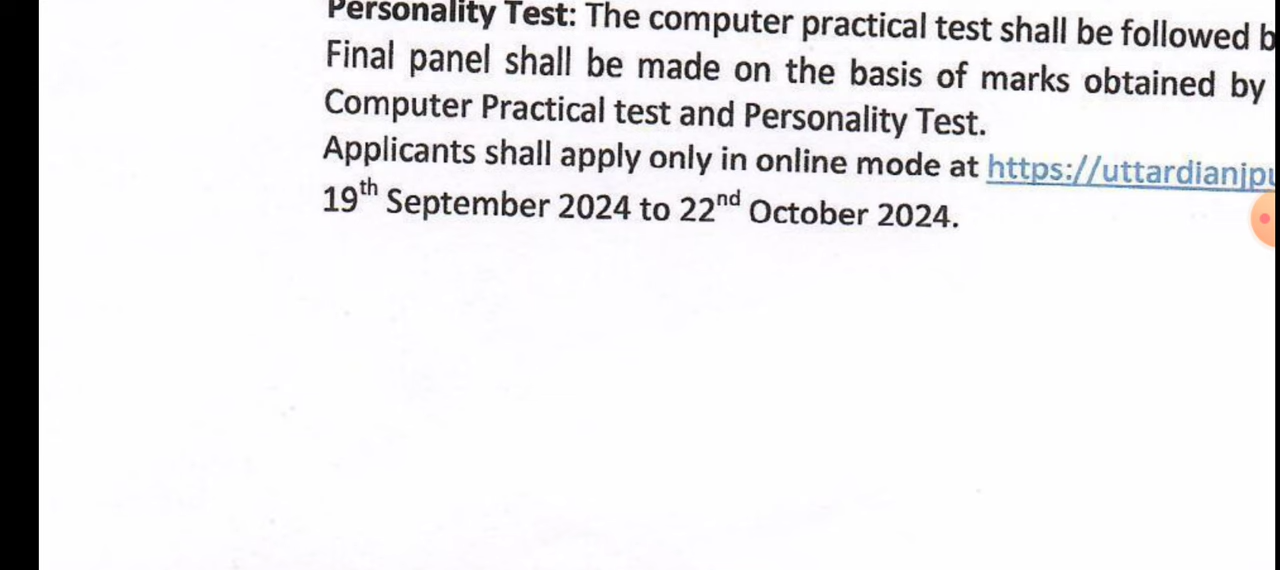 Personality Test: The computer practical test shall be followed
Final panel shall be made on the basis of marks obtained by
Computer Practical test and Personality Test.
Applicants shall apply only in online mode at https://uttardianjpu
19th September 2024 to 22nd October 2024.